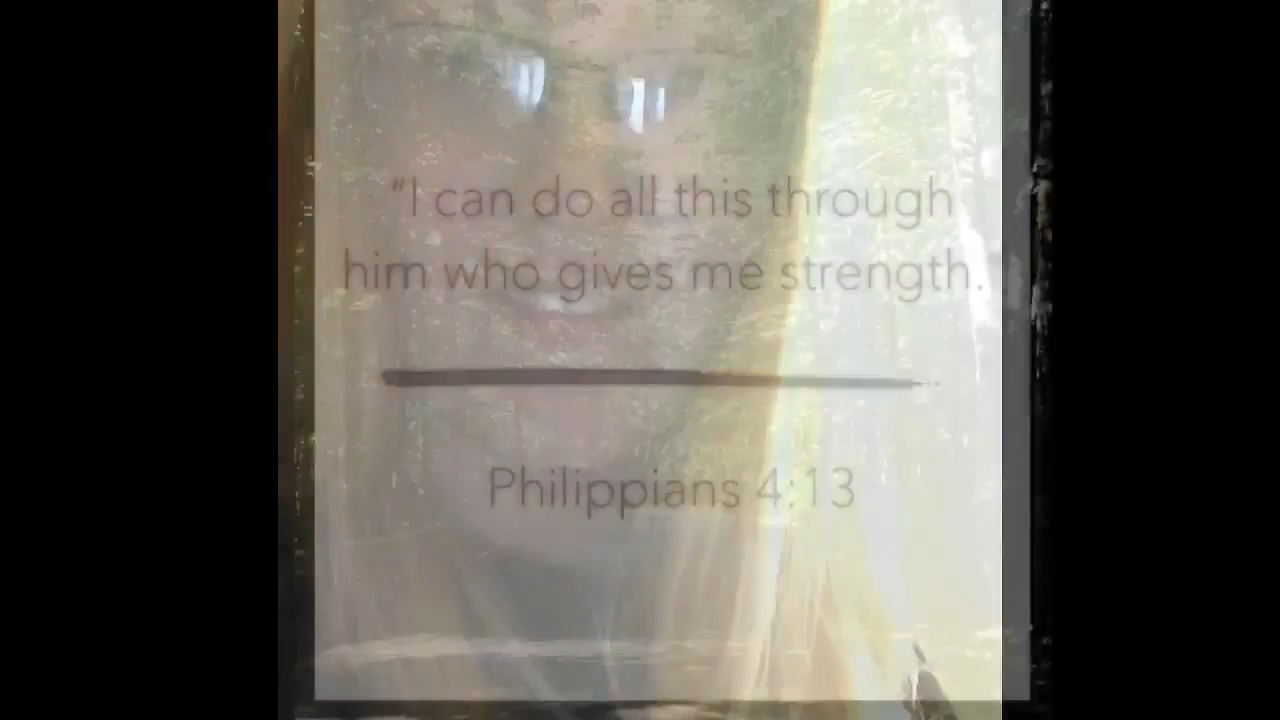 “I can do all this through
him who gives me strength.
Philippians 4:13